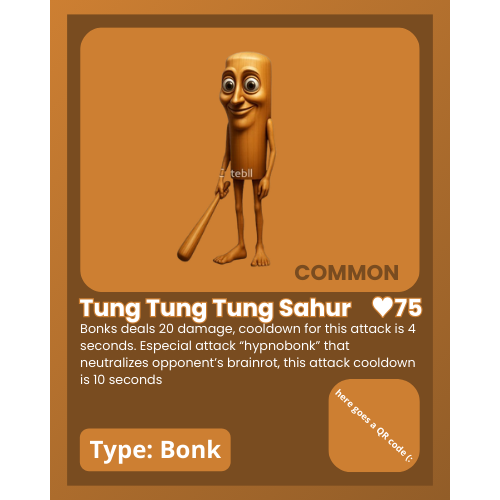 COMMON
Tung Tung Tung Sahur ♥75
Bonks deals 20 damage, cooldown for this attack is 4
seconds. Especial attack “hypnobonk” that
neutralizes opponent’s brainrot, this attack cooldown
is 10 seconds
here goes a QR code (:
Type: Bonk